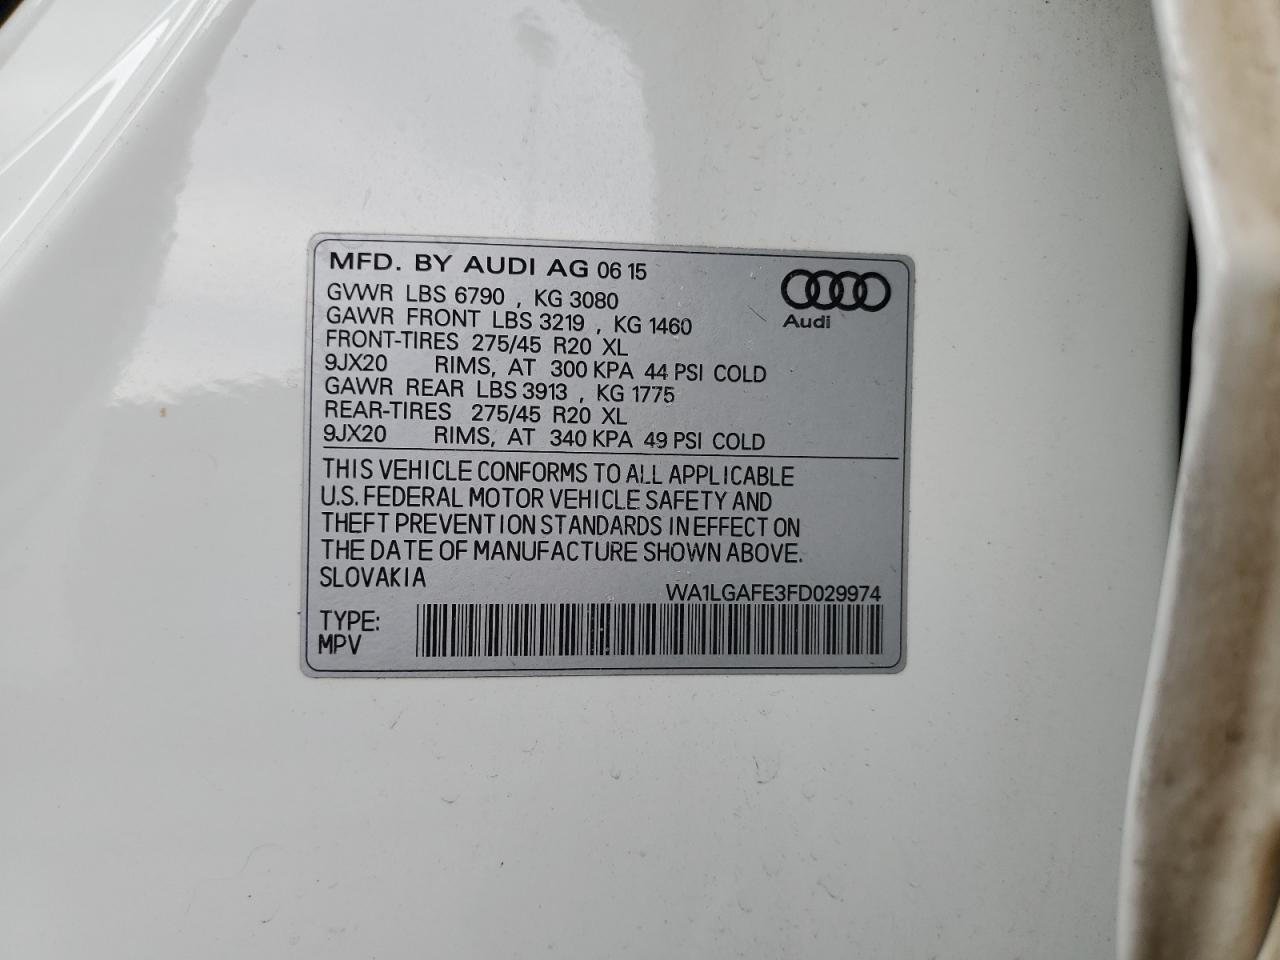 MFD. BY AUDI AG 06 15
GVWR LBS 6790 , KG 3080
GAWR FRONT LBS 3219 , KG 1460
FRONT-TIRES 275/45 R20 XL
9JX20 RIMS, AT 300 KPA 44 PSI COLD
GAWR REAR LBS 3913 , KG 1775
REAR-TIRES 275/45 R20 XL
9JX20 RIMS, AT 340 KPA 49 PSI COLD
Audi
THIS VEHICLE CONFORMS TO ALL APPLICABLE
U.S. FEDERAL MOTOR VEHICLE SAFETY AND
THEFT PREVENTION STANDARDS IN EFFECT ON
THE DATE OF MANUFACTURE SHOWN ABOVE.
SLOVAKIA
WA1LGAFE3FD029974
TYPE:
MPV